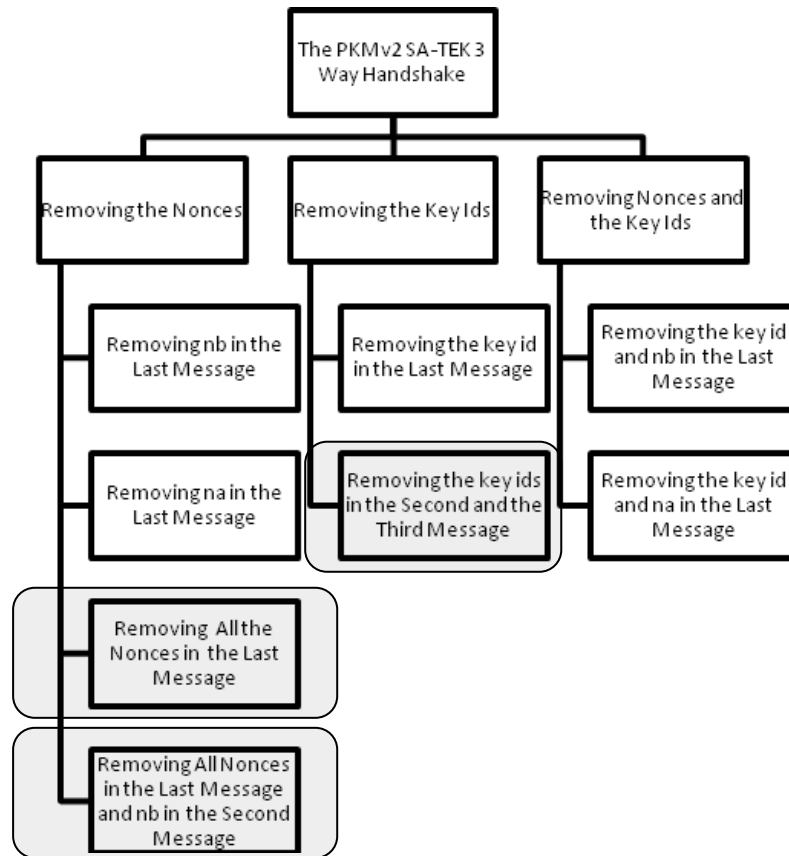 The PKMv2 SA-TEK 3
Way Handshake
Removing the Nonces
Removing the Key Ids
Removing Nonces and
the Key Ids
Removing nb in the
Last Message
Removing the key id
in the Last Message
Removing the key id
and nb in the Last
Message
Removing na in the
Last Message
Removing the key ids
in the Second and the
Third Message
Removing the key id
and na in the Last
Message
Removing All the
Nonces in the Last
Message
Removing All Nonces
in the Last Message
and nb in the Second
Message